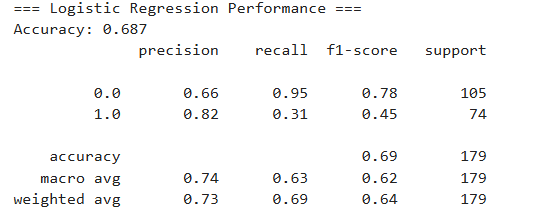 === Logistic Regression Performance ===
Accuracy: 0.687
precision recall f1-score support
0.0 0.66 0.95 0.78 105
1.0 0.82 0.31 0.45 74
accuracy 0.69 179
macro avg 0.74 0.63 0.62 179
weighted avg 0.73 0.69 0.64 179